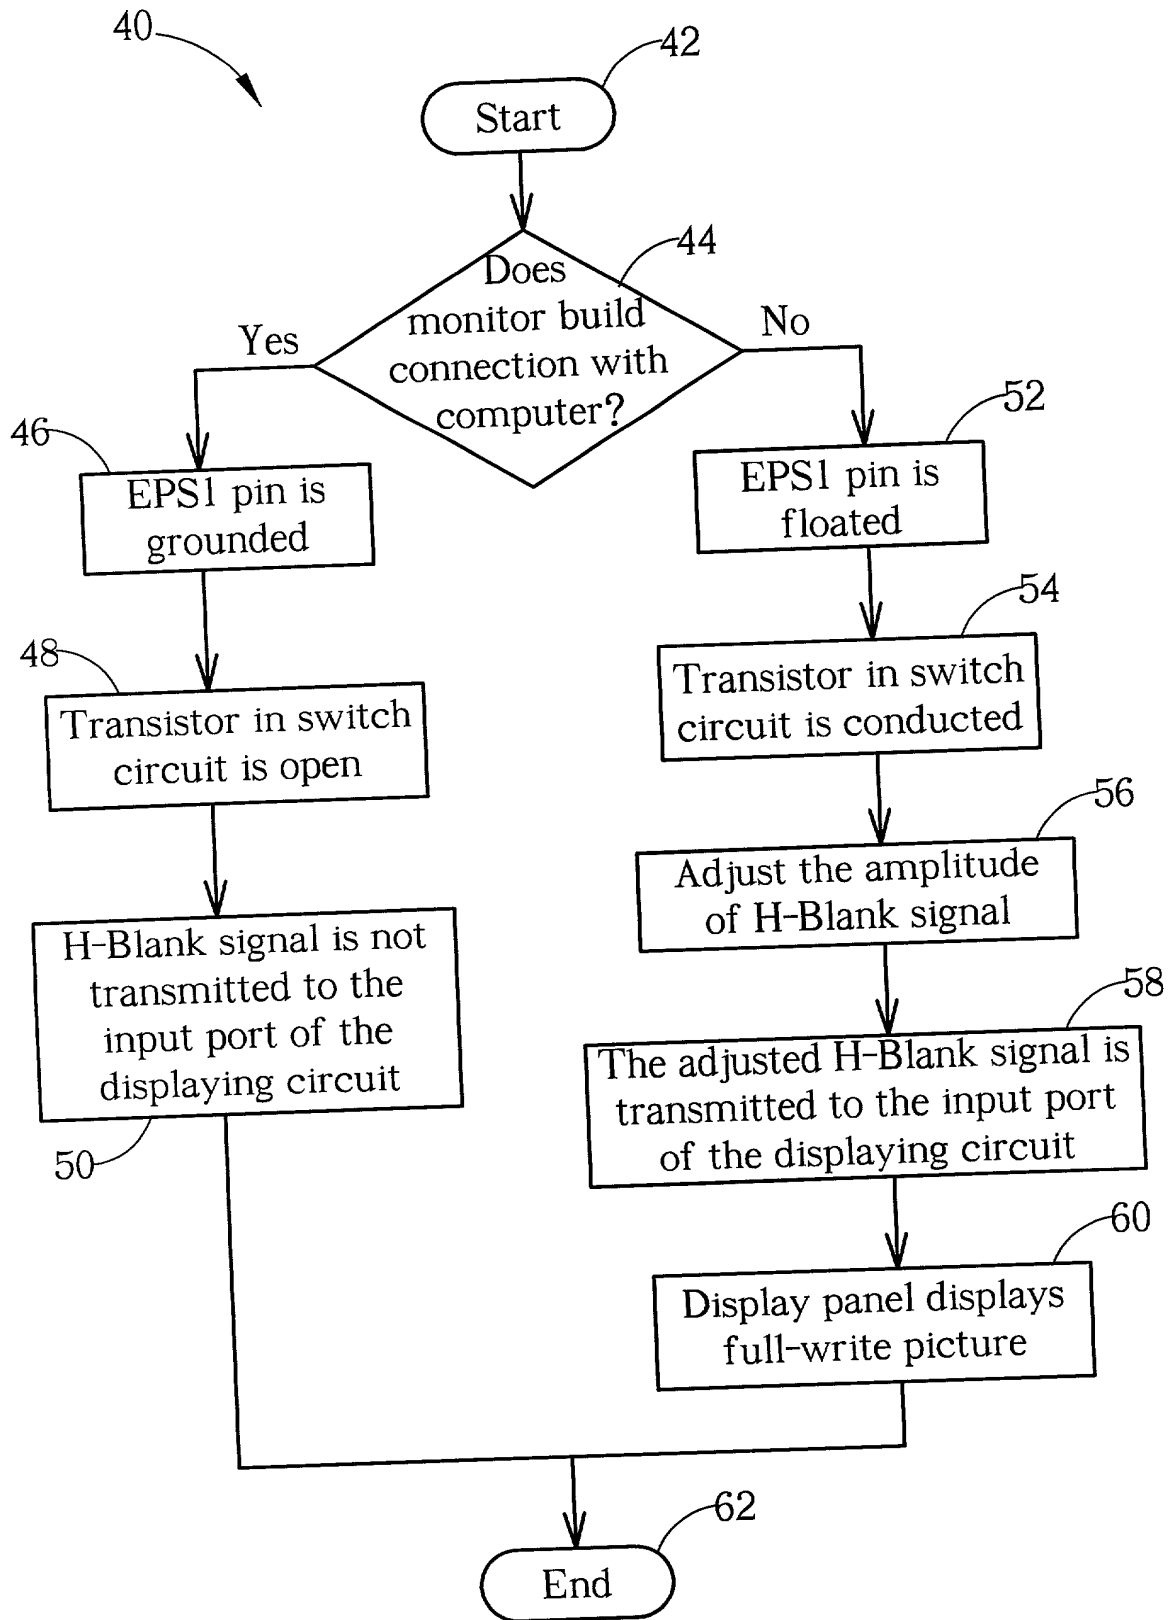 40
42
Start
44
Does
monitor build
connection with
computer?
Yes
No
46
EPS1 pin is
grounded
48
Transistor in switch
circuit is open
H-Blank signal is not
transmitted to the
input port of the
displaying circuit
50
52
EPS1 pin is
floated
54
Transistor in switch
circuit is conducted
56
Adjust the amplitude
of H-Blank signal
58
The adjusted H-Blank signal is
transmitted to the input port
of the displaying circuit
60
Display panel displays
full-write picture
62
End